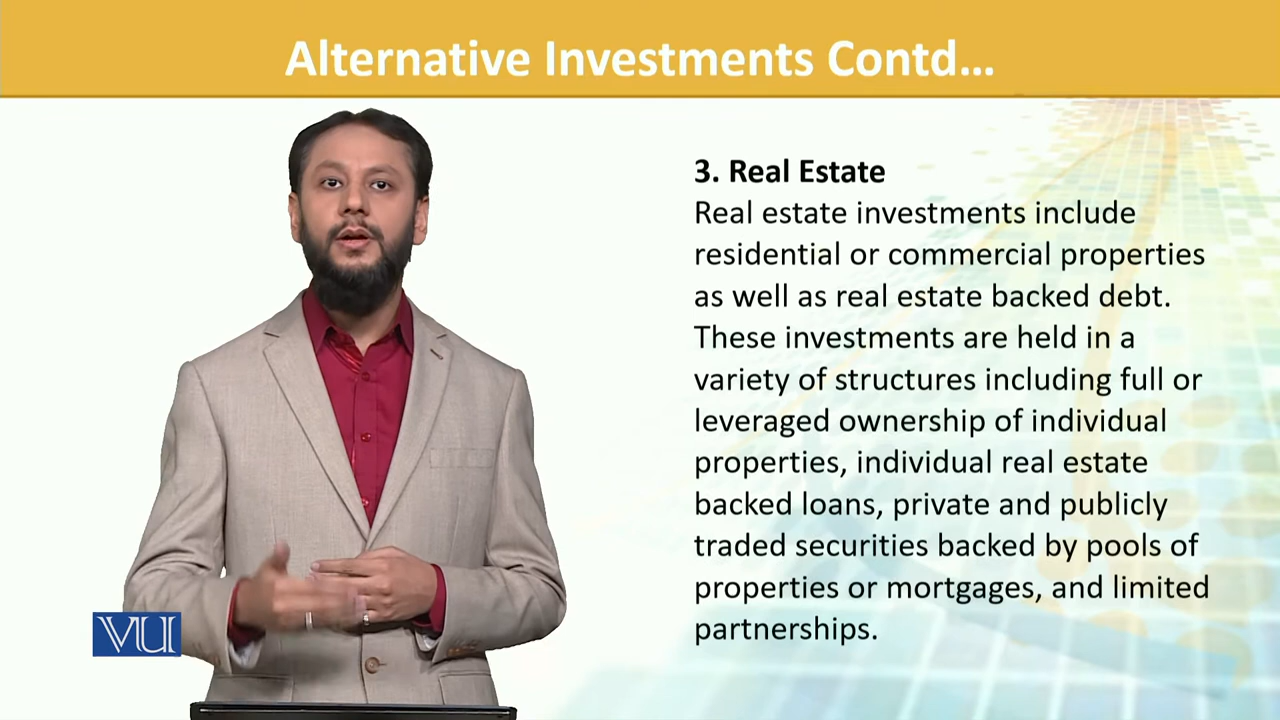 Alternative Investments Contd...
3. Real Estate
Real estate investments include
residential or commercial properties
as well as real estate backed debt.
These investments are held in a
variety of structures including full or
leveraged ownership of individual
properties, individual real estate
backed loans, private and publicly
traded securities backed by pools of
properties or mortgages, and limited
partnerships.
VU